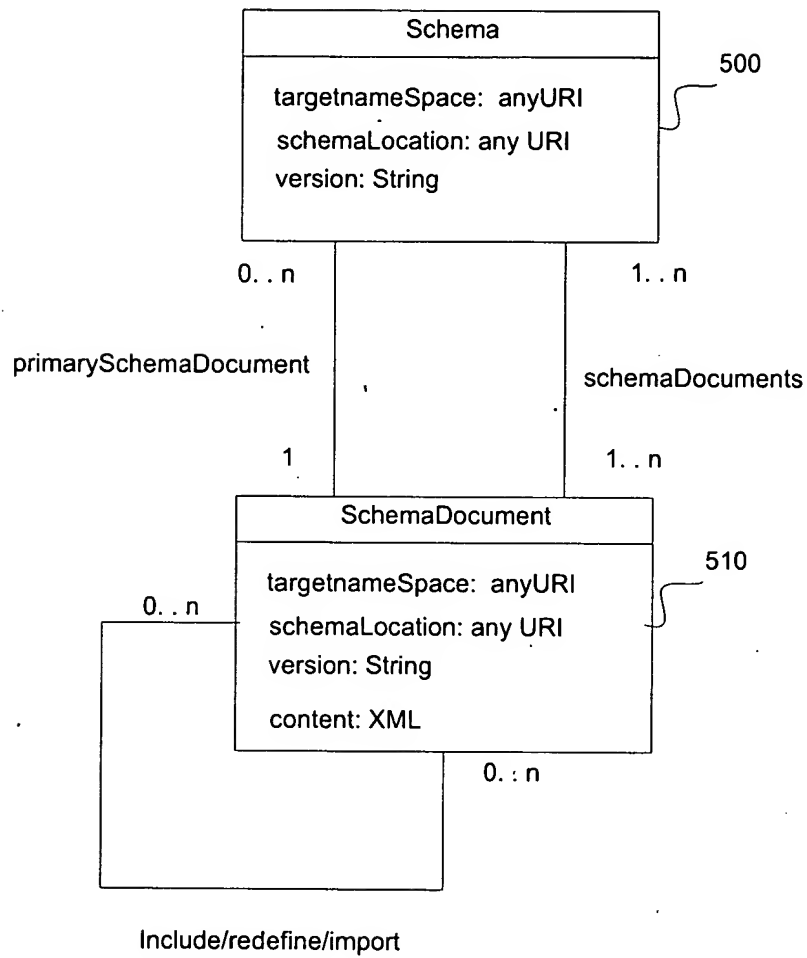 Schema
500
targetnameSpace: anyURI
schemaLocation: any URI
version: String
0. . n
1. . n
primarySchemaDocument
schemaDocuments
1
1. . n
SchemaDocument
510
targetnameSpace: anyURI
0. . n
schemaLocation: any URI
version: String
content: XML
0. : n
Include/redefine/import